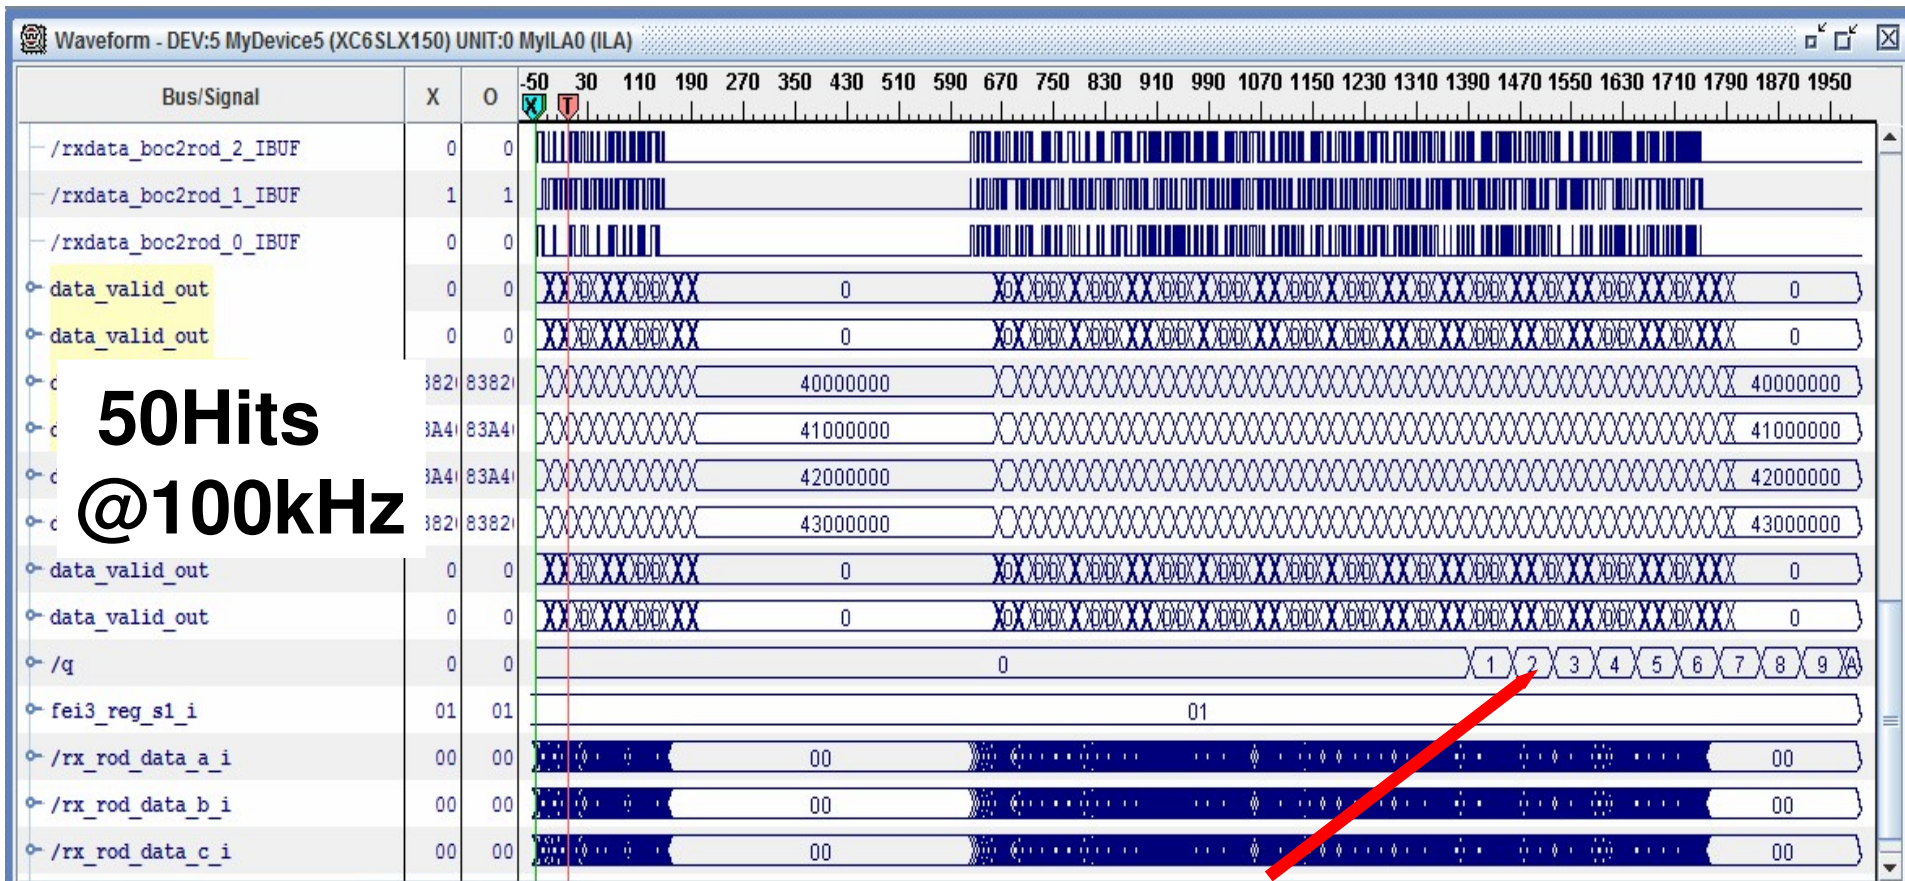 Waveform - DEV:5 MyDevice5 (XC6SLX150) UNIT:0 MyILA0 (ILA)
Bus/Signal X O -50 30 110 190 270 350 430 510 590 670 750 830 910 990 1070 1150 1230 1310 1390 1470 1550 1630 1710 1790 1870 1950
X T
/rxdata_boc2rod_2_IBUF 0 0
/rxdata_boc2rod_1_IBUF 1 1
/rxdata_boc2rod_0_IBUF 0 0
data_valid_out 0 0 0 0
data_valid_out 0 0 0 0
8382 40000000 40000000
50Hits
83A4 41000000 41000000
83A4 42000000 42000000
@100kHz
8382 43000000 43000000
data_valid_out 0 0 0 0
data_valid_out 0 0 0 0
/q 0 0 0 1 2 3 4 5 6 7 8 9 A
fei3_reg_s1_i 01 01 01
/rx_rod_data_a_i 00 00 00 00
/rx_rod_data_b_i 00 00 00 00
/rx_rod_data_c_i 00 00 00 00